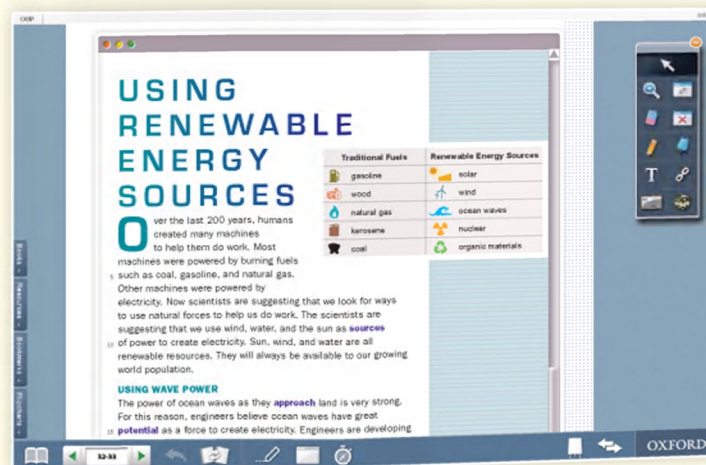 USING
RENEWABLE
ENERGY
SOURCES
Traditional Fuels Renewable Energy Sources
gasoline solar
wood wind
natural gas ocean waves
kerosene nuclear
coal organic materials
Over the last 200 years, humans
created many machines
to help them do work. Most
machines were powered by burning fuels
5 such as coal, gasoline, and natural gas.
Other machines were powered by
electricity. Now scientists are suggesting that we look for ways
to use natural forces to help us do work. The scientists are
suggesting that we use wind, water, and the sun as sources
10 of power to create electricity. Sun, wind, and water are all
renewable resources. They will always be available to our growing
world population.
USING WAVE POWER
The power of ocean waves as they approach land is very strong.
For this reason, engineers believe ocean waves have great
15 potential as a force to create electricity. Engineers are developing
Books
Resources
Bookmarks
Flipcharts
T
32-33
OXFORD